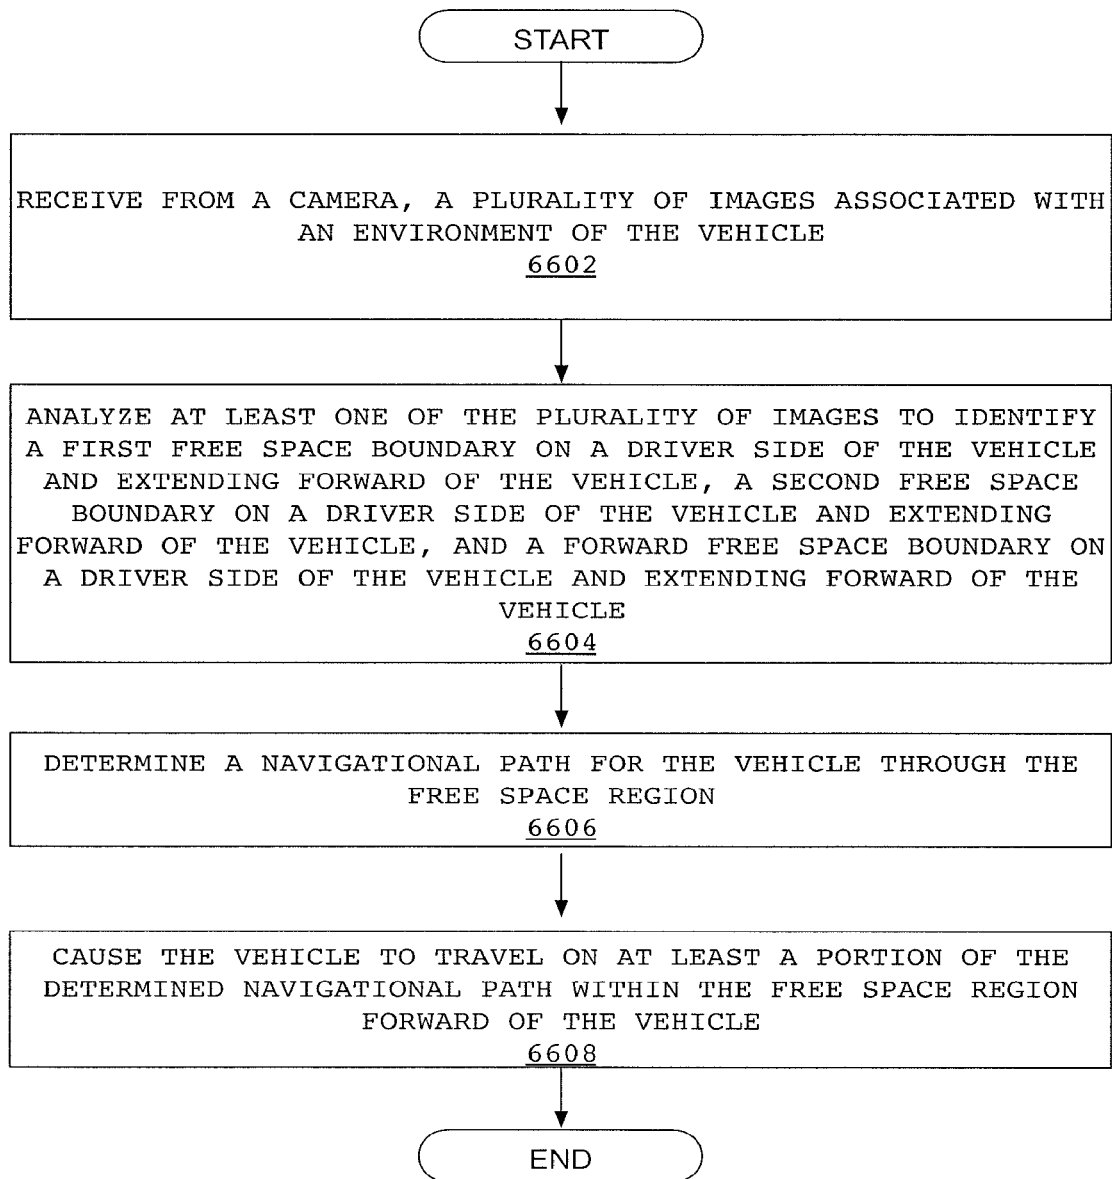 START
RECEIVE FROM A CAMERA, A PLURALITY OF IMAGES ASSOCIATED WITH
AN ENVIRONMENT OF THE VEHICLE
6602
ANALYZE AT LEAST ONE OF THE PLURALITY OF IMAGES TO IDENTIFY
A FIRST FREE SPACE BOUNDARY ON A DRIVER SIDE OF THE VEHICLE
AND EXTENDING FORWARD OF THE VEHICLE, A SECOND FREE SPACE
BOUNDARY ON A DRIVER SIDE OF THE VEHICLE AND EXTENDING
FORWARD OF THE VEHICLE, AND A FORWARD FREE SPACE BOUNDARY ON
A DRIVER SIDE OF THE VEHICLE AND EXTENDING FORWARD OF THE
VEHICLE
6604
DETERMINE A NAVIGATIONAL PATH FOR THE VEHICLE THROUGH THE
FREE SPACE REGION
6606
CAUSE THE VEHICLE TO TRAVEL ON AT LEAST A PORTION OF THE
DETERMINED NAVIGATIONAL PATH WITHIN THE FREE SPACE REGION
FORWARD OF THE VEHICLE
6608
END